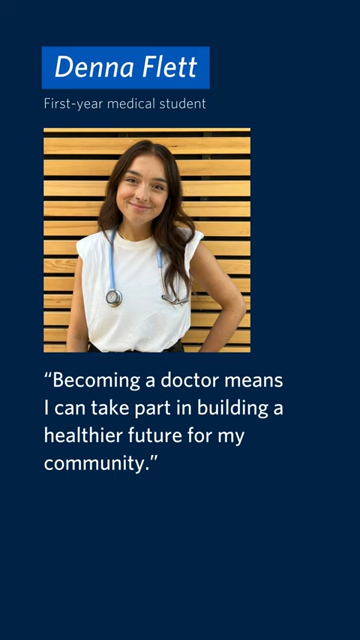 Denna Flett
First-year medical student
“Becoming a doctor means
I can take part in building a
healthier future for my
community.”